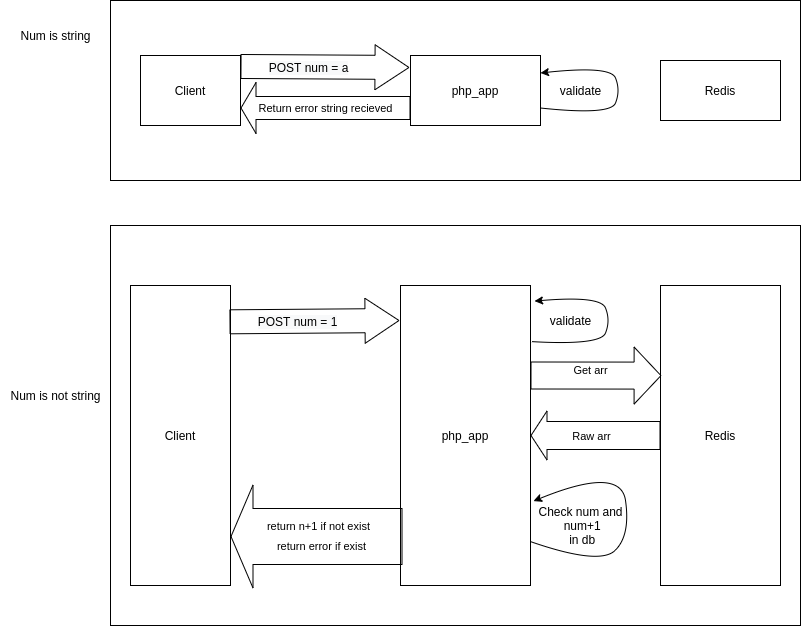 Num is string
Client
POST num = a
Return error string recieved
php_app
validate
Redis
Num is not string
Client
POST num = 1
php_app
validate
Get arr
Raw arr
Redis
Check num and
num+1
in db
return n+1 if not exist
return error if exist